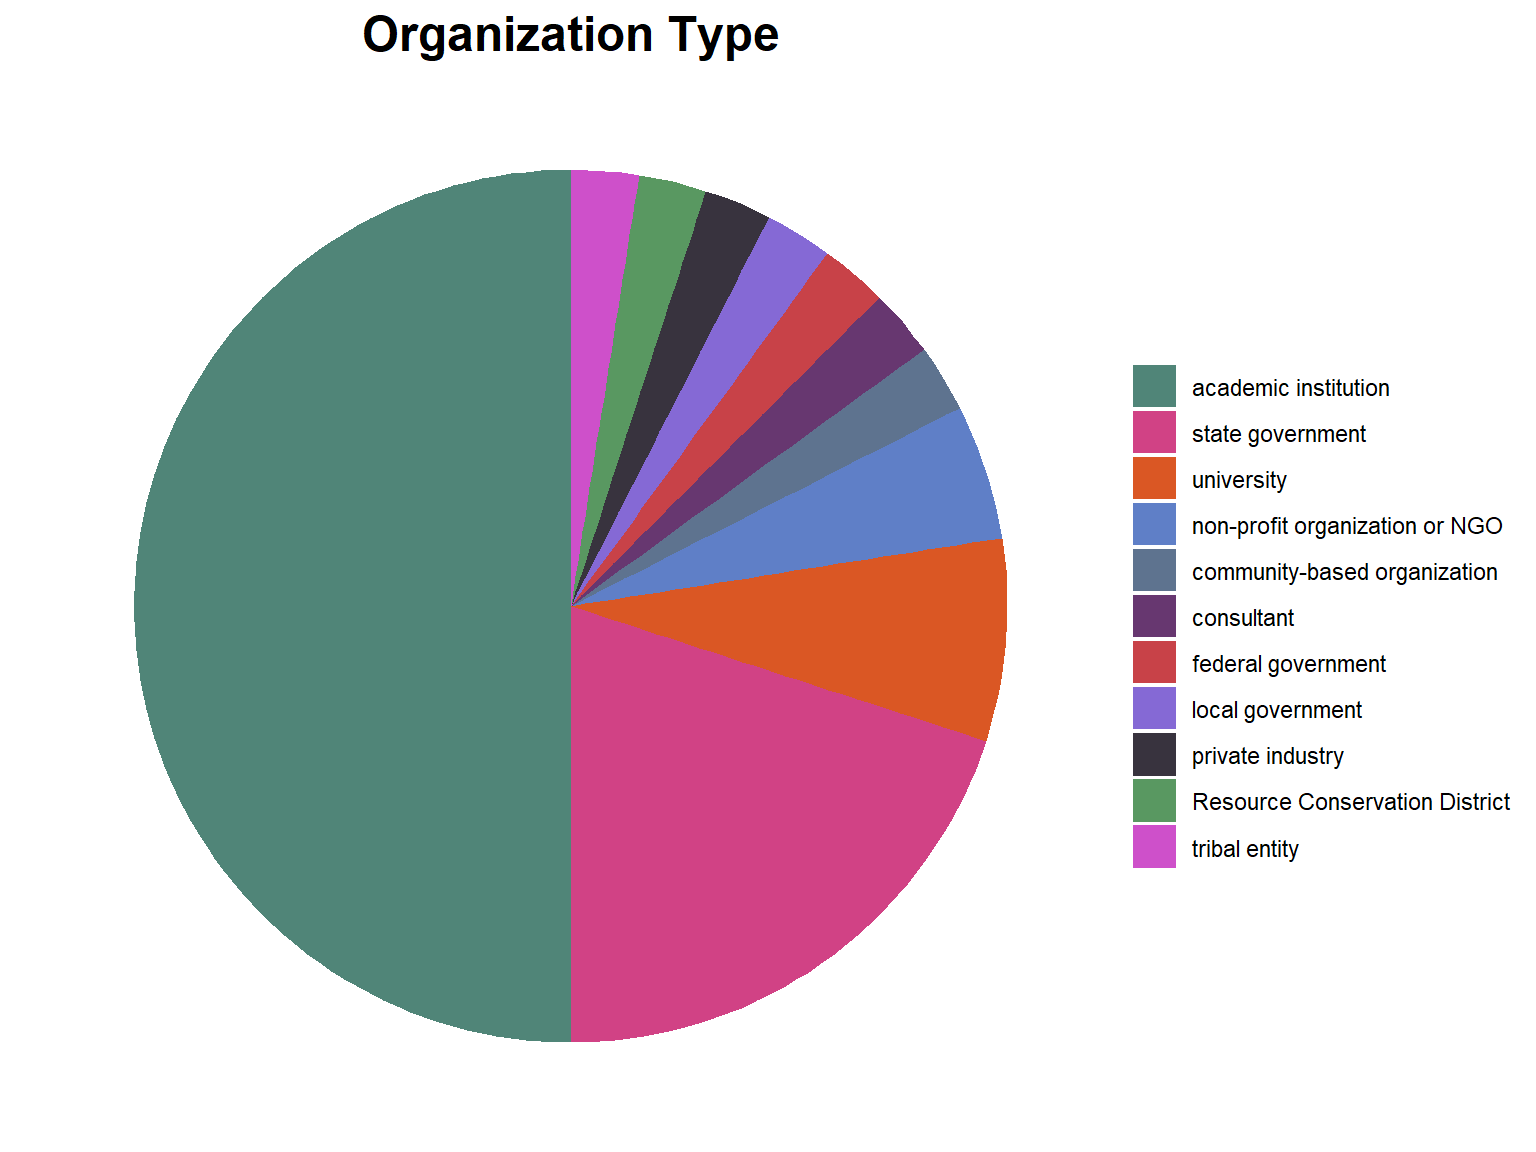 Organization Type
academic institution
state government
university
non-profit organization or NGO
community-based organization
consultant
federal government
local government
private industry
Resource Conservation District
tribal entity